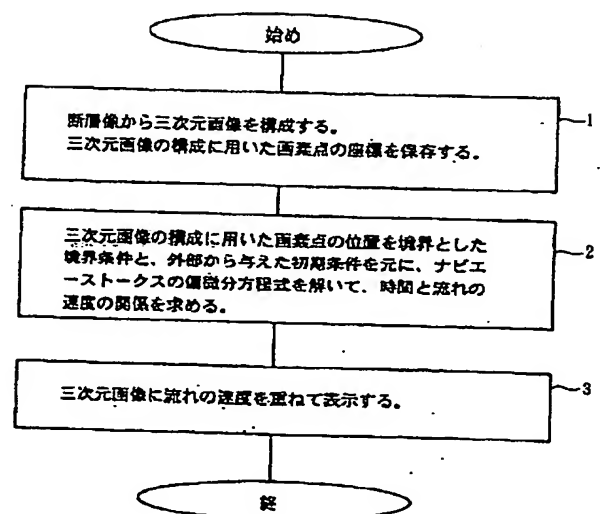 始め
断層像から三次元画像を構成する。
三次元画像の構成に用いた画素点の座標を保存する。
1
三次元画像の構成に用いた画素点の位置を境界とした
境界条件と、外部から与えた初期条件を元に、ナビエ
ーストークスの偏微分方程式を解いて、時間と流れの
速度の関係を求める。
2
三次元画像に流れの速度を重ねて表示する。
3
終